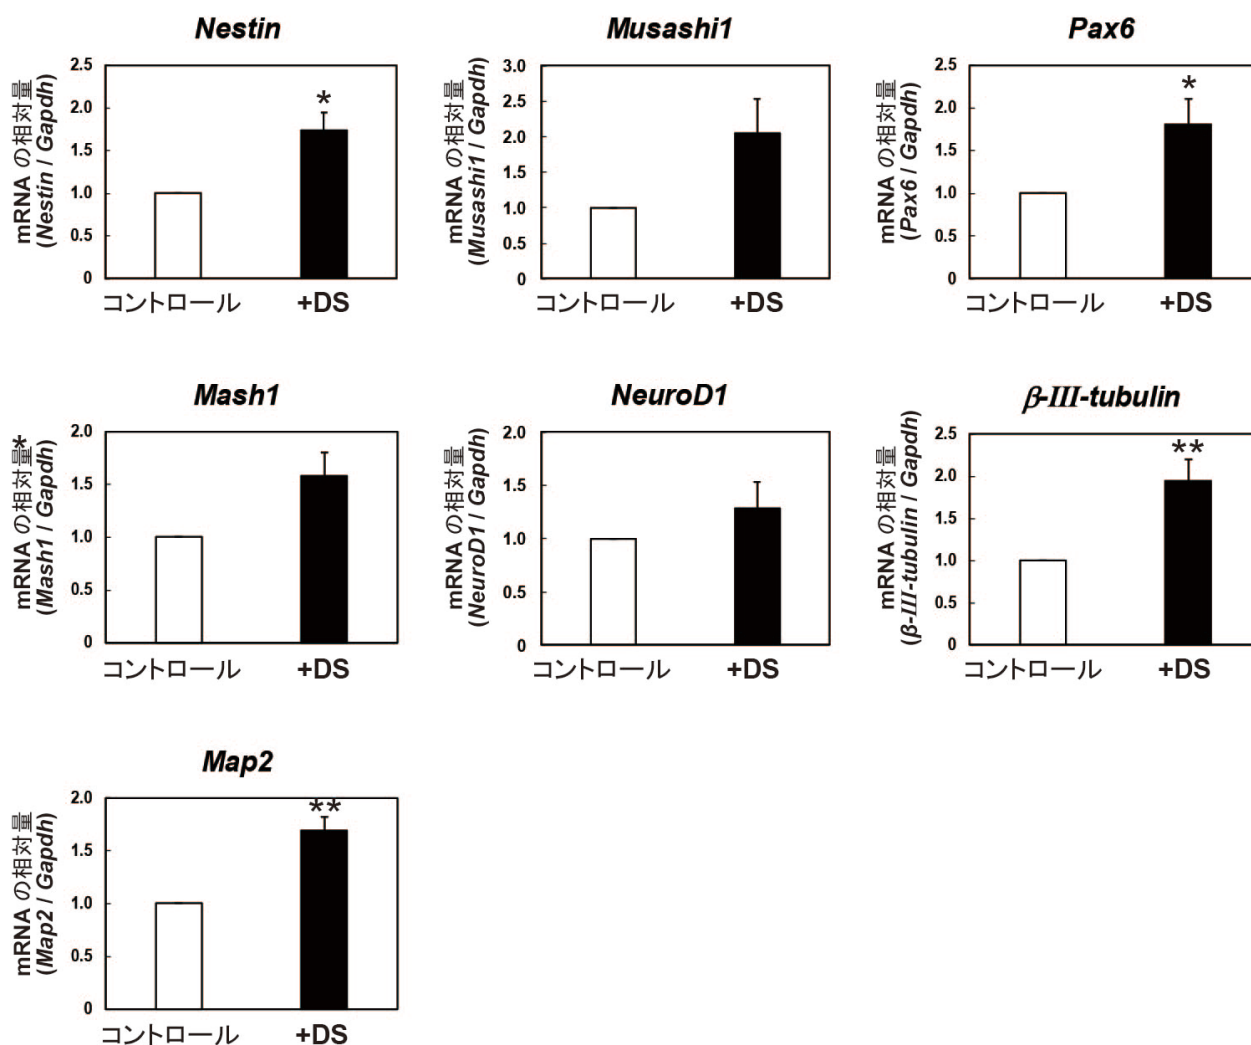 Nestin
mRNA の相対量
(Nestin / Gapdh)
2.5
2.0
1.5
1.0
0.5
0
*
コントロール
+DS
Musashi1
mRNA の相対量
(Musashi1 / Gapdh)
3.0
2.5
2.0
1.5
1.0
0.5
0
コントロール
+DS
Pax6
mRNA の相対量
(Pax6 / Gapdh)
2.5
2.0
1.5
1.0
0.5
0
*
コントロール
+DS
Mash1
mRNA の相対量*
(Mash1 / Gapdh)
2.0
1.5
1.0
0.5
0
コントロール
+DS
NeuroD1
mRNA の相対量
(NeuroD1 / Gapdh)
2.0
1.5
1.0
0.5
0
コントロール
+DS
β-III-tubulin
mRNA の相対量
(β-III-tubulin / Gapdh)
2.5
2.0
1.5
1.0
0.5
0
**
コントロール
+DS
Map2
mRNA の相対量
(Map2 / Gapdh)
2.0
1.5
1.0
0.5
0
**
コントロール
+DS